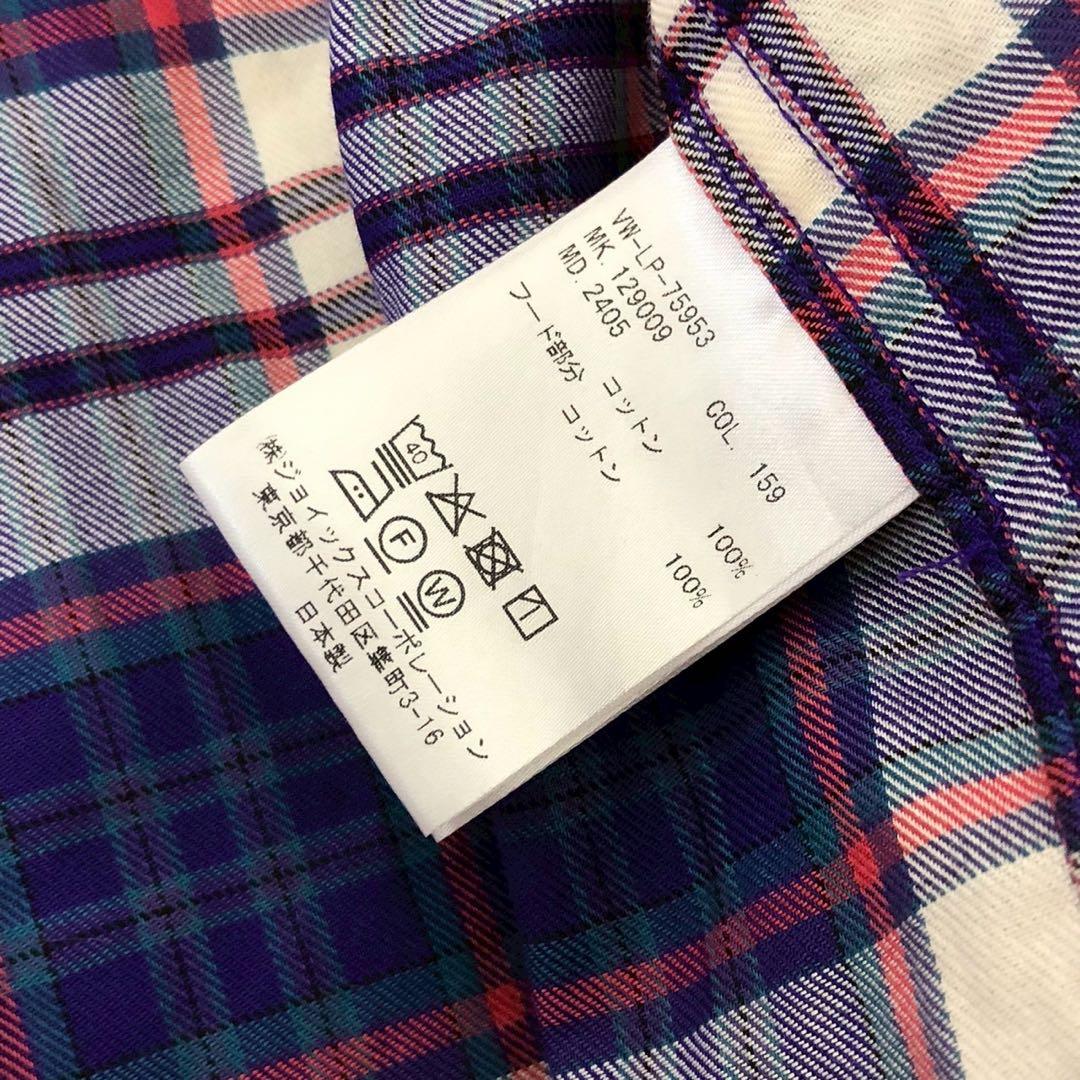 VW-LP-75953 COL. 159
MK. 129009
MD. 2405
コットン 100%
フード部分 コットン 100%
40
F
W
㈱ジョイックスコーポレーション
東京都千代田区麹町3-16
日本製